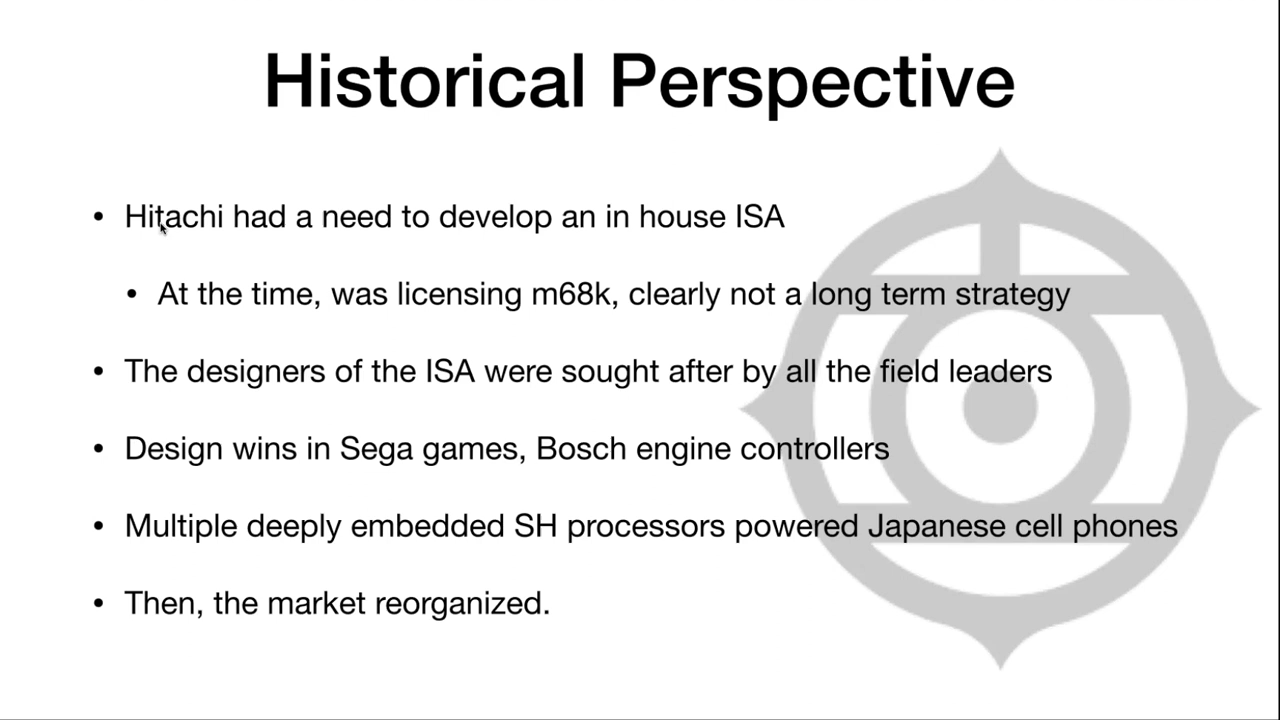 Historical Perspective
• Hitachi had a need to develop an in house ISA
• At the time, was licensing m68k, clearly not a long term strategy
• The designers of the ISA were sought after by all the field leaders
• Design wins in Sega games, Bosch engine controllers
• Multiple deeply embedded SH processors powered Japanese cell phones
• Then, the market reorganized.